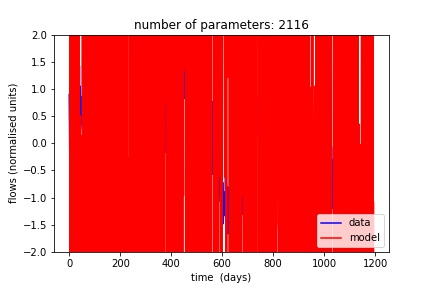 number of parameters: 2116
flows (normalised units)
2.0
1.5
1.0
0.5
0.0
−0.5
−1.0
−1.5
−2.0
data
model
0 200 400 600 800 1000 1200
time (days)